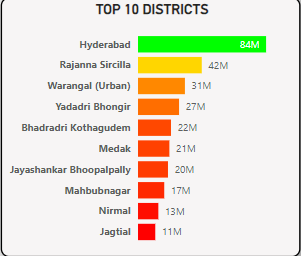 TOP 10 DISTRICTS
Hyderabad 84M
Rajanna Sircilla 42M
Warangal (Urban) 31M
Yadadri Bhongir 27M
Bhadradri Kothagudem 22M
Medak 21M
Jayashankar Bhoopalpally 20M
Mahbubnagar 17M
Nirmal 13M
Jagtial 11M